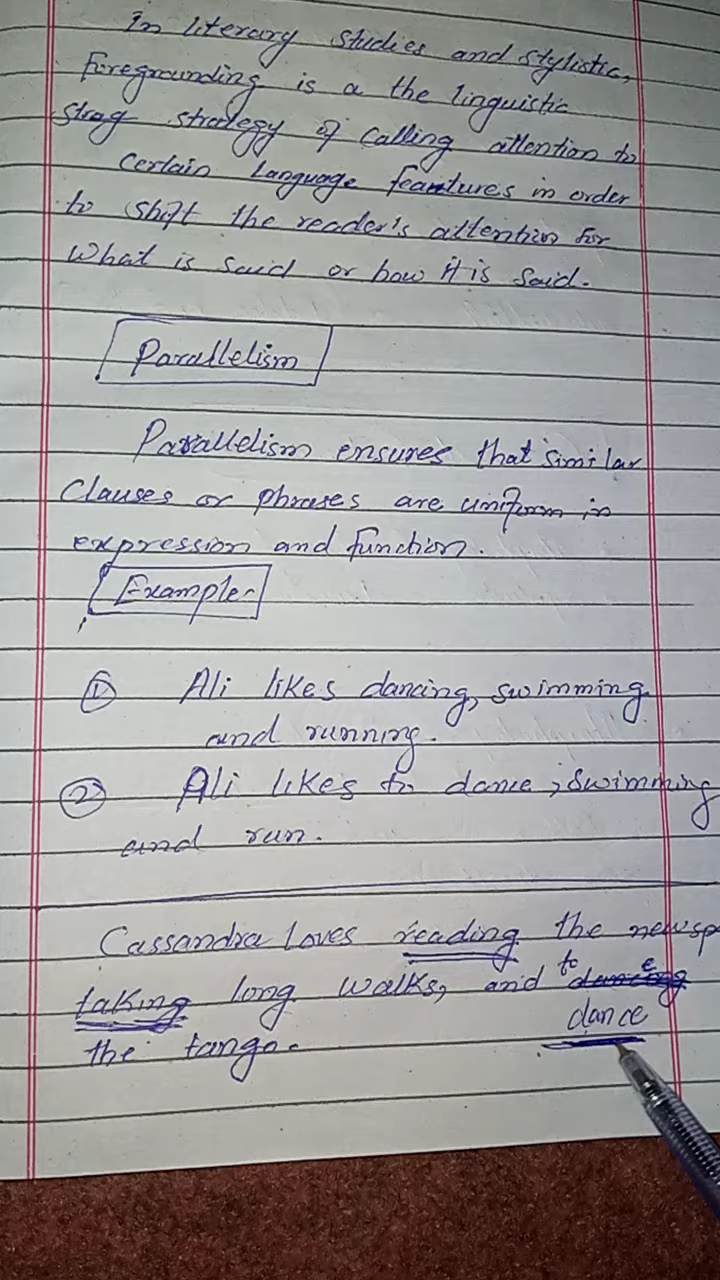 In literary studies and stylistic,
Foregrounding is a the linguistic
strag strategy of calling attention to
certain language features in order
to shift the reader's attention for
what is said or how it is said.
Parallelism
Parallelism ensures that similar
clauses or phrases are uniform in
expression and function.
Example-
① Ali likes dancing, swimming
and running.
② Ali likes to dance, swimming
and run.
Cassandra loves reading the newsp
taking long walks, and to
dance
the tango.